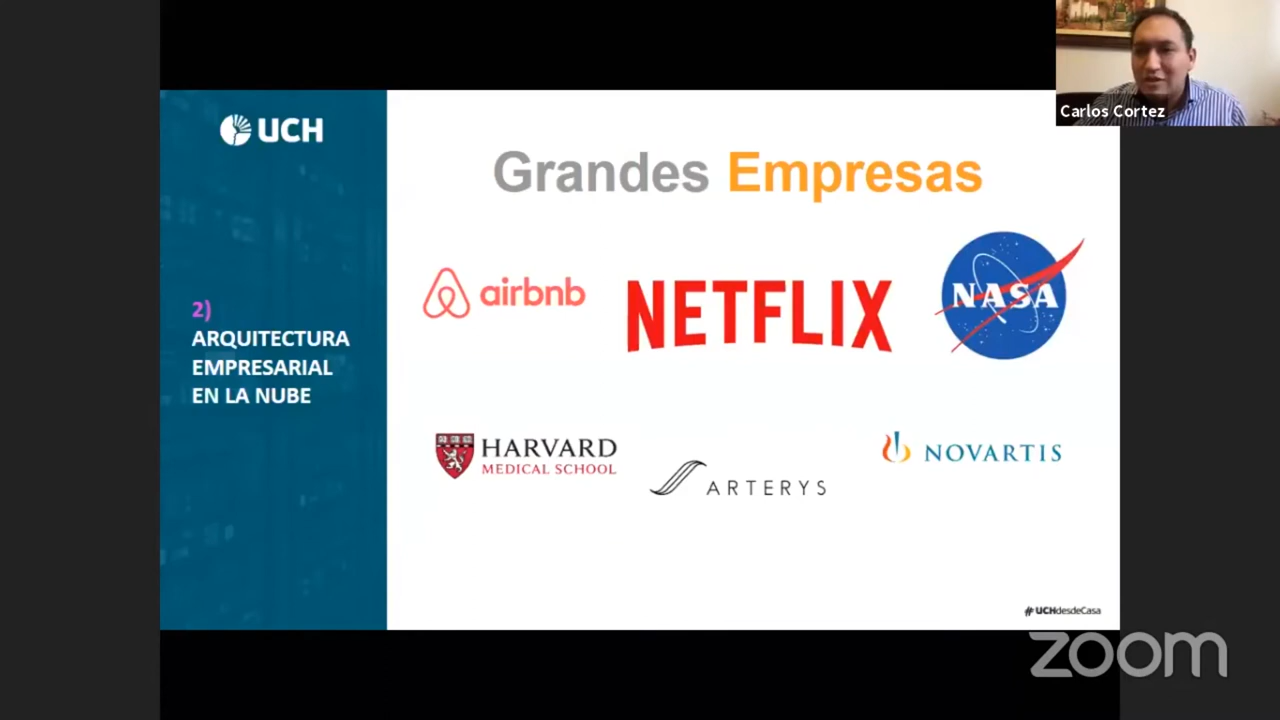 UCH
2)
ARQUITECTURA
EMPRESARIAL
EN LA NUBE
Grandes Empresas
airbnb
NETFLIX
NASA
HARVARD
MEDICAL SCHOOL
ARTERYS
NOVARTIS
#UCHdesdeCasa
Carlos Cortez
zoom